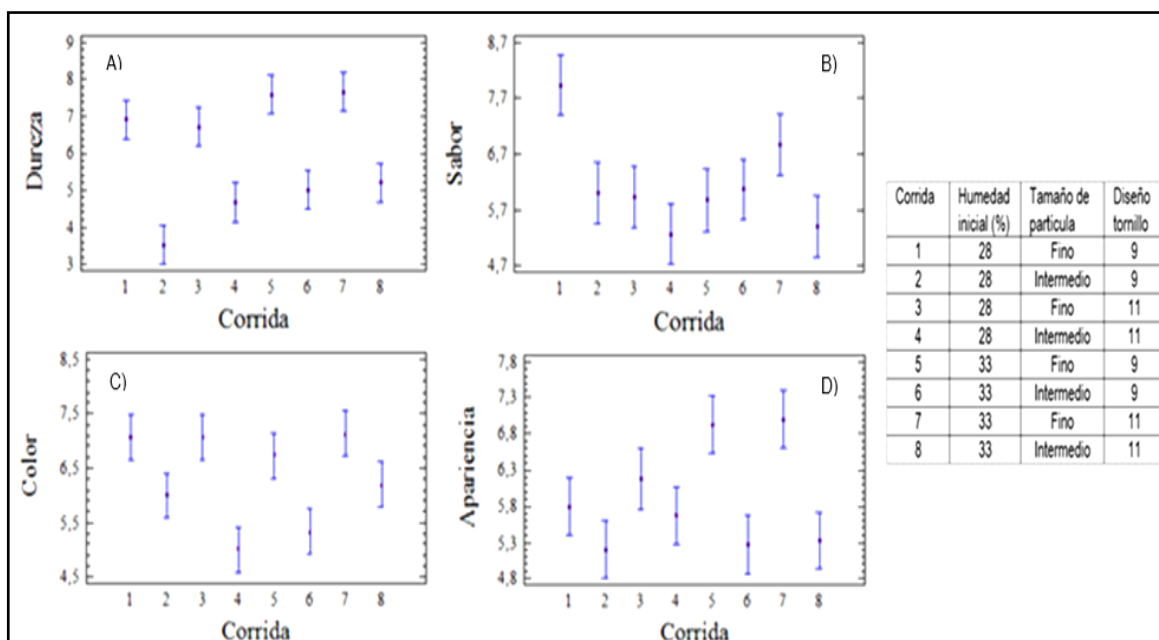 A)
Dureza
9
8
7
6
5
4
3
1 2 3 4 5 6 7 8
Corrida
B)
Sabor
8,7
7,7
6,7
5,7
4,7
1 2 3 4 5 6 7 8
Corrida
C)
Color
8,5
7,5
6,5
5,5
4,5
1 2 3 4 5 6 7 8
Corrida
D)
Apariencia
7,8
7,3
6,8
6,3
5,8
5,3
4,8
1 2 3 4 5 6 7 8
Corrida
Corrida Humedad inicial (%) Tamaño de partícula Diseño tornillo
1 28 Fino 9
2 28 Intermedio 9
3 28 Fino 11
4 28 Intermedio 11
5 33 Fino 9
6 33 Intermedio 9
7 33 Fino 11
8 33 Intermedio 11